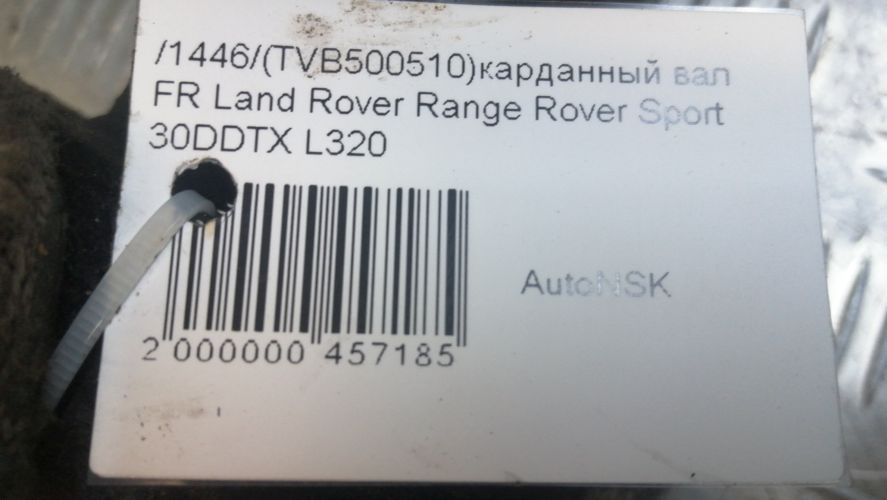 /1446/(TVB500510)карданный вал
FR Land Rover Range Rover Sport
30DDTX L320
AutoNSK
2 000000 457185